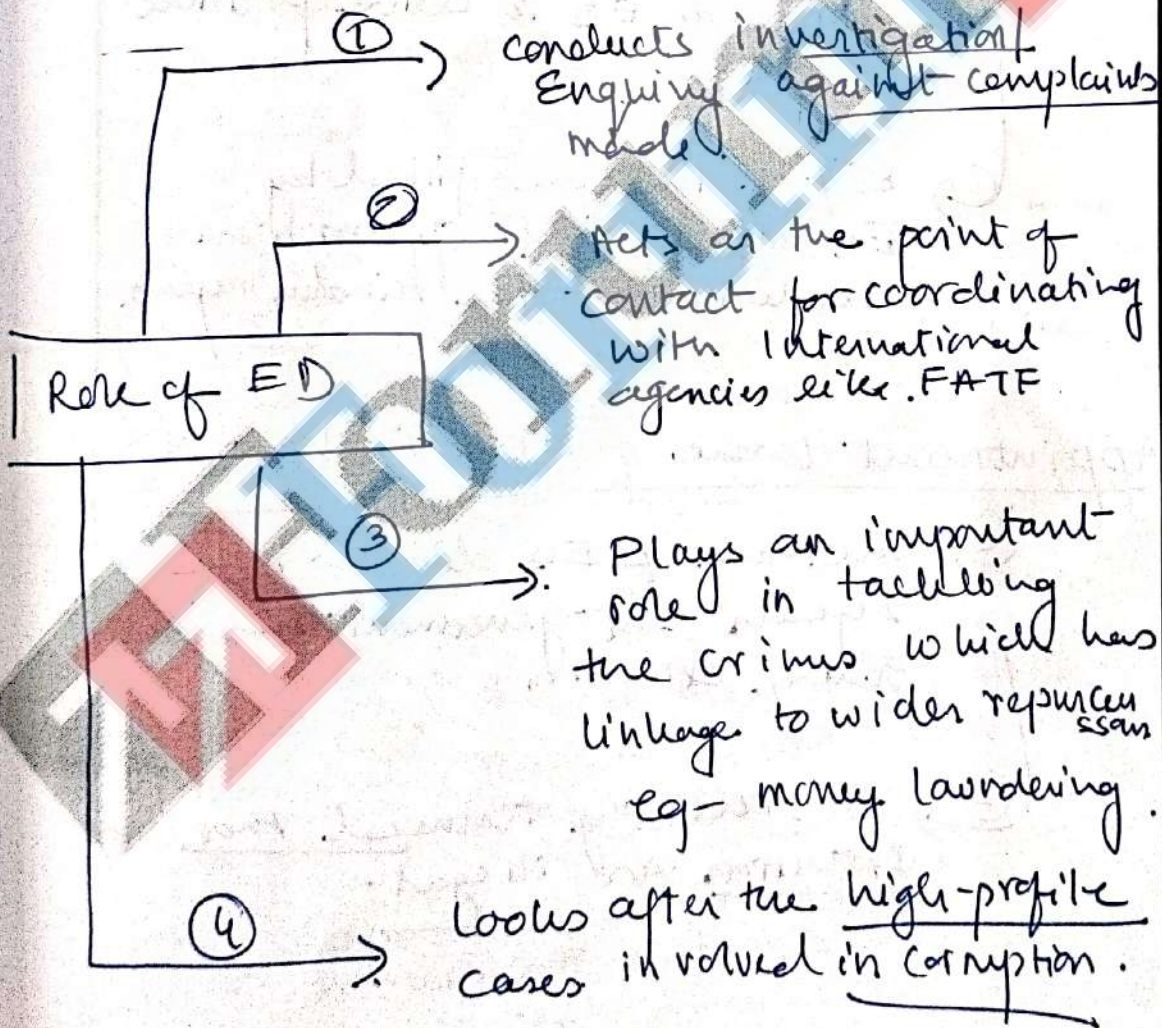 ①
conducts investigation/
Enquiry against complaints
made.
②
Acts as the point of
contact for coordinating
with International
agencies like. FATF
Role of ED
③
Plays an important
role in tackling
the crimes which has
linkage to wider repurcu
ssans
eg- money laundering.
④
Looks after the high-profile
cases involved in corruption.